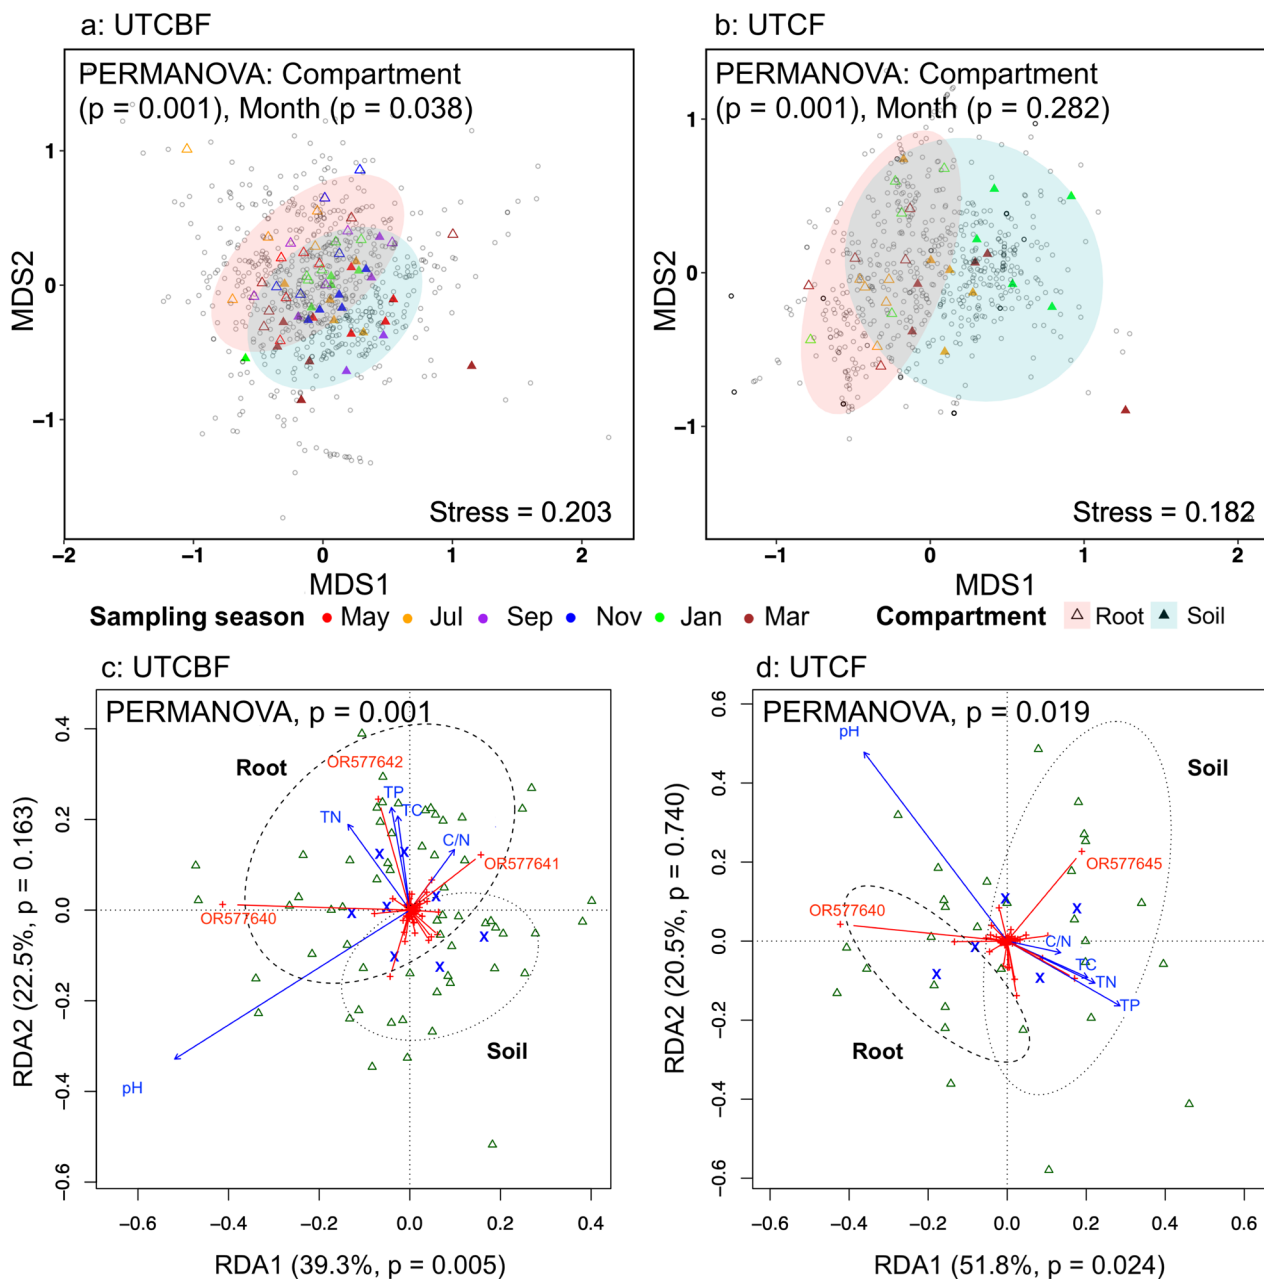 a: UTCBF
b: UTCF
PERMANOVA: Compartment
(p = 0.001), Month (p = 0.038)
PERMANOVA: Compartment
(p = 0.001), Month (p = 0.282)
MDS2
1
0
−1
Stress = 0.203
−2
−1
0
1
2
MDS1
MDS2
1
0
−1
Stress = 0.182
−1
0
1
2
MDS1
Sampling season May Jul Sep Nov Jan Mar
Compartment Root Soil
c: UTCBF
d: UTCF
PERMANOVA, p = 0.001
Root
OR577642
TP
TN
TC
C/N
OR577641
OR577640
X X X X X X X X
Soil
pH
RDA2 (22.5%, p = 0.163)
0.4
0.2
0.0
−0.2
−0.4
−0.6
−0.6 −0.4 −0.2 0.0 0.2 0.4
RDA1 (39.3%, p = 0.005)
PERMANOVA, p = 0.019
pH
Soil
OR577645
OR577640
X X X X X
C/N
TC
TN
TP
Root
RDA2 (20.5%, p = 0.740)
0.6
0.4
0.2
0.0
−0.2
−0.4
−0.6
−0.6 −0.4 −0.2 0.0 0.2 0.4 0.6
RDA1 (51.8%, p = 0.024)